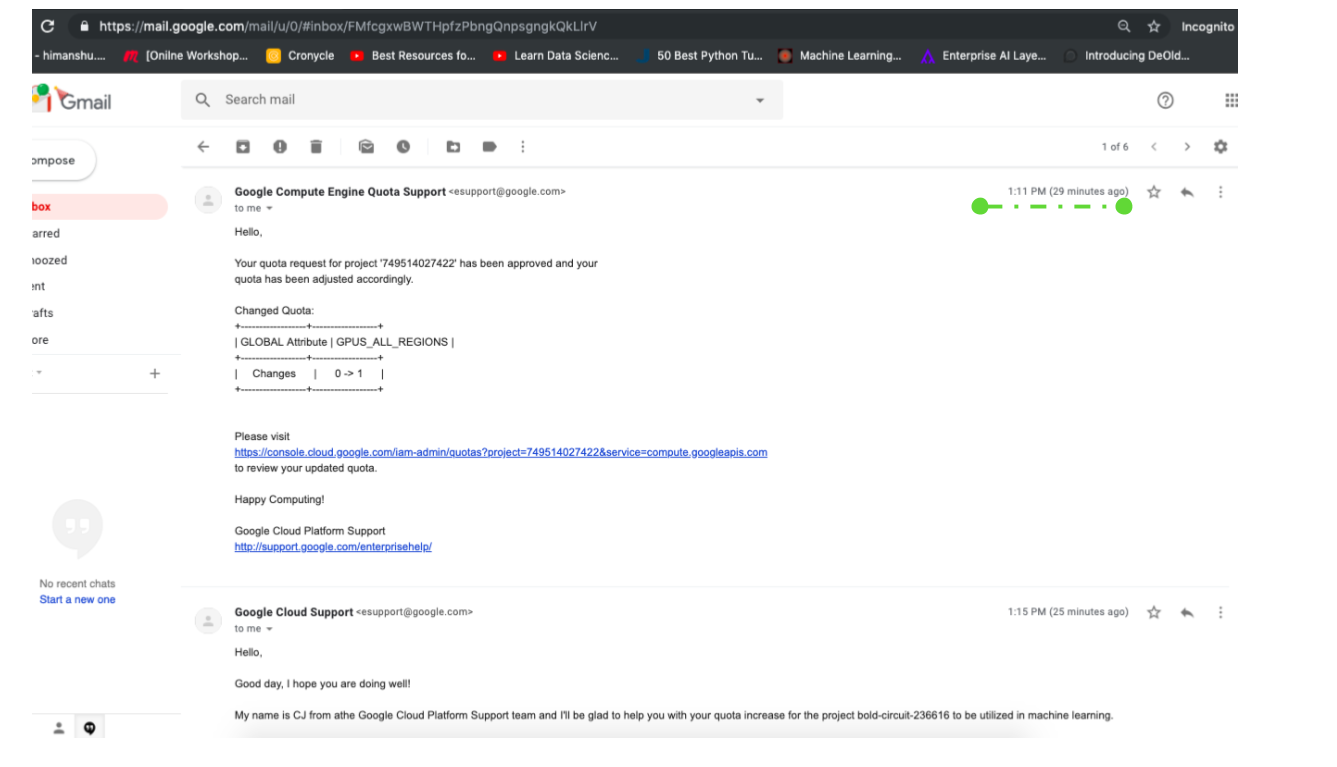 https://mail.google.com/mail/u/0/#inbox/FMfcgxwBWTHpfzPbngQnpsgngkQkLlrV Incognito
- himanshu.... [Onilne Workshop... Cronycle Best Resources fo... Learn Data Scienc... 50 Best Python Tu... Machine Learning... Enterprise AI Laye... Introducing DeOld...
Gmail Search mail
ompose 1 of 6
Google Compute Engine Quota Support <esupport@google.com> 1:11 PM (29 minutes ago)
box to me
arred Hello,
noozed Your quota request for project '749514027422' has been approved and your
ent quota has been adjusted accordingly.
rafts Changed Quota:
+------------------+------------------+
ore | GLOBAL Attribute | GPUS_ALL_REGIONS |
+------------------+------------------+
| Changes | 0 -> 1 |
+------------------+------------------+
Please visit
https://console.cloud.google.com/iam-admin/quotas?project=749514027422&service=compute.googleapis.com
to review your updated quota.
Happy Computing!
Google Cloud Platform Support
http://support.google.com/enterprisehelp/
No recent chats
Start a new one
Google Cloud Support <esupport@google.com> 1:15 PM (25 minutes ago)
to me
Hello,
Good day, I hope you are doing well!
My name is CJ from athe Google Cloud Platform Support team and I'll be glad to help you with your quota increase for the project bold-circuit-236616 to be utilized in machine learning.